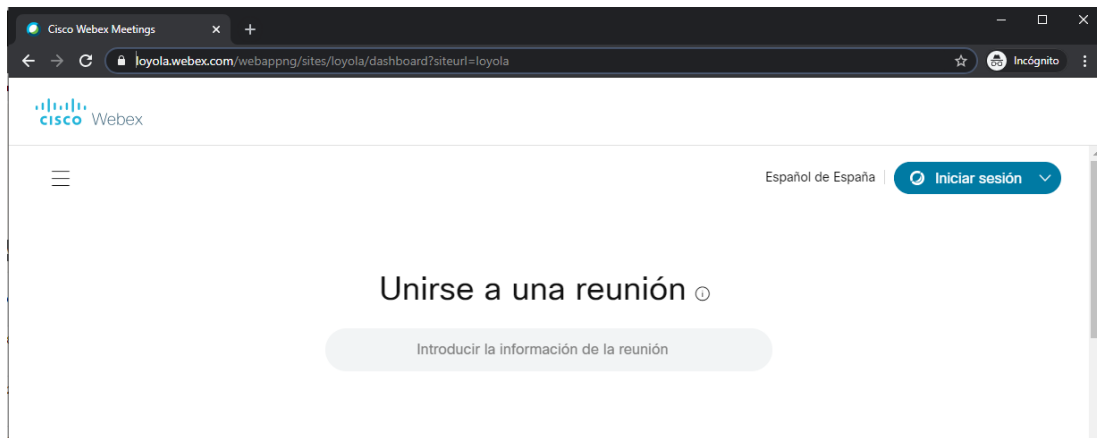 Cisco Webex Meetings
loyola.webex.com/webappng/sites/loyola/dashboard?siteurl=loyola
Incógnito
cisco Webex
Español de España
Iniciar sesión
Unirse a una reunión
Introducir la información de la reunión